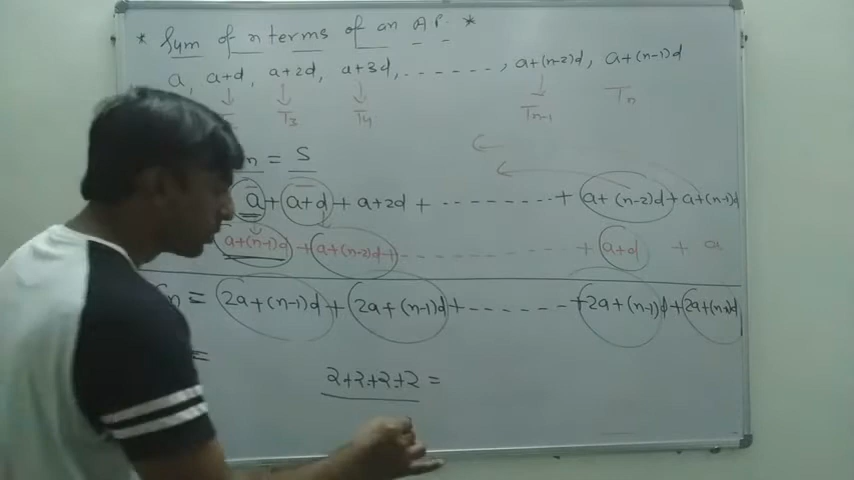 * Sum of n terms of an AP. *
a, a+d, a+2d, a+3d, ......., a+(n-2)d, a+(n-1)d
T3 T4 Tn-1 Tn
n = S
a + a+d + a+2d + -------- + a+(n-2)d + a+(n-1)d
a+(n-1)d + a+(n-2)d + ---------- + a+d + a
n = 2a+(n-1)d + 2a+(n-1)d + ------ + 2a+(n-1)d + 2a+(n-1)d
=
2+2+2+2 =